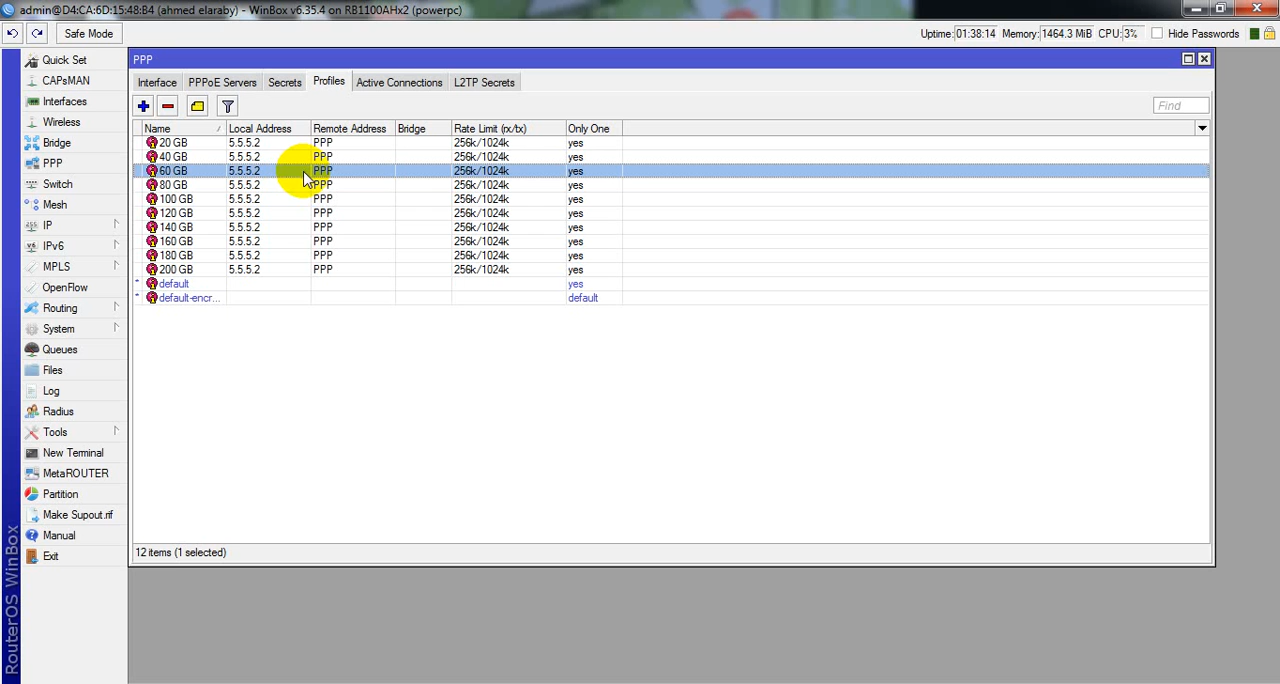 admin@D4:CA:6D:15:48:B4 (ahmed elaraby) - WinBox v6.35.4 on RB1100AHx2 (powerpc)
Safe Mode
Uptime: 01:38:14 Memory: 1464.3 MiB CPU: 3% Hide Passwords
Quick Set
CAPsMAN
Interfaces
Wireless
Bridge
PPP
Switch
Mesh
IP
IPv6
MPLS
OpenFlow
Routing
System
Queues
Files
Log
Radius
Tools
New Terminal
MetaROUTER
Partition
Make Supout.rif
Manual
Exit
RouterOS WinBox
PPP
Interface PPPoE Servers Secrets Profiles Active Connections L2TP Secrets
Find
Name Local Address Remote Address Bridge Rate Limit (rx/tx) Only One
20 GB 5.5.5.2 PPP 256k/1024k yes
40 GB 5.5.5.2 PPP 256k/1024k yes
60 GB 5.5.5.2 PPP 256k/1024k yes
80 GB 5.5.5.2 PPP 256k/1024k yes
100 GB 5.5.5.2 PPP 256k/1024k yes
120 GB 5.5.5.2 PPP 256k/1024k yes
140 GB 5.5.5.2 PPP 256k/1024k yes
160 GB 5.5.5.2 PPP 256k/1024k yes
180 GB 5.5.5.2 PPP 256k/1024k yes
200 GB 5.5.5.2 PPP 256k/1024k yes
* default yes
* default-encr... default
12 items (1 selected)